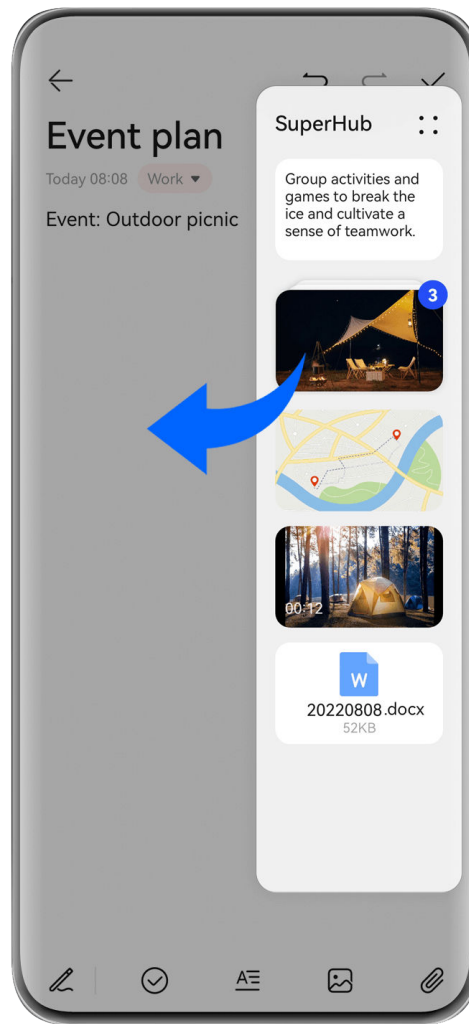 Event plan
Today 08:08 Work
Event: Outdoor picnic
SuperHub
Group activities and
games to break the
ice and cultivate a
sense of teamwork.
3
00:12
W
20220808.docx
52KB
A